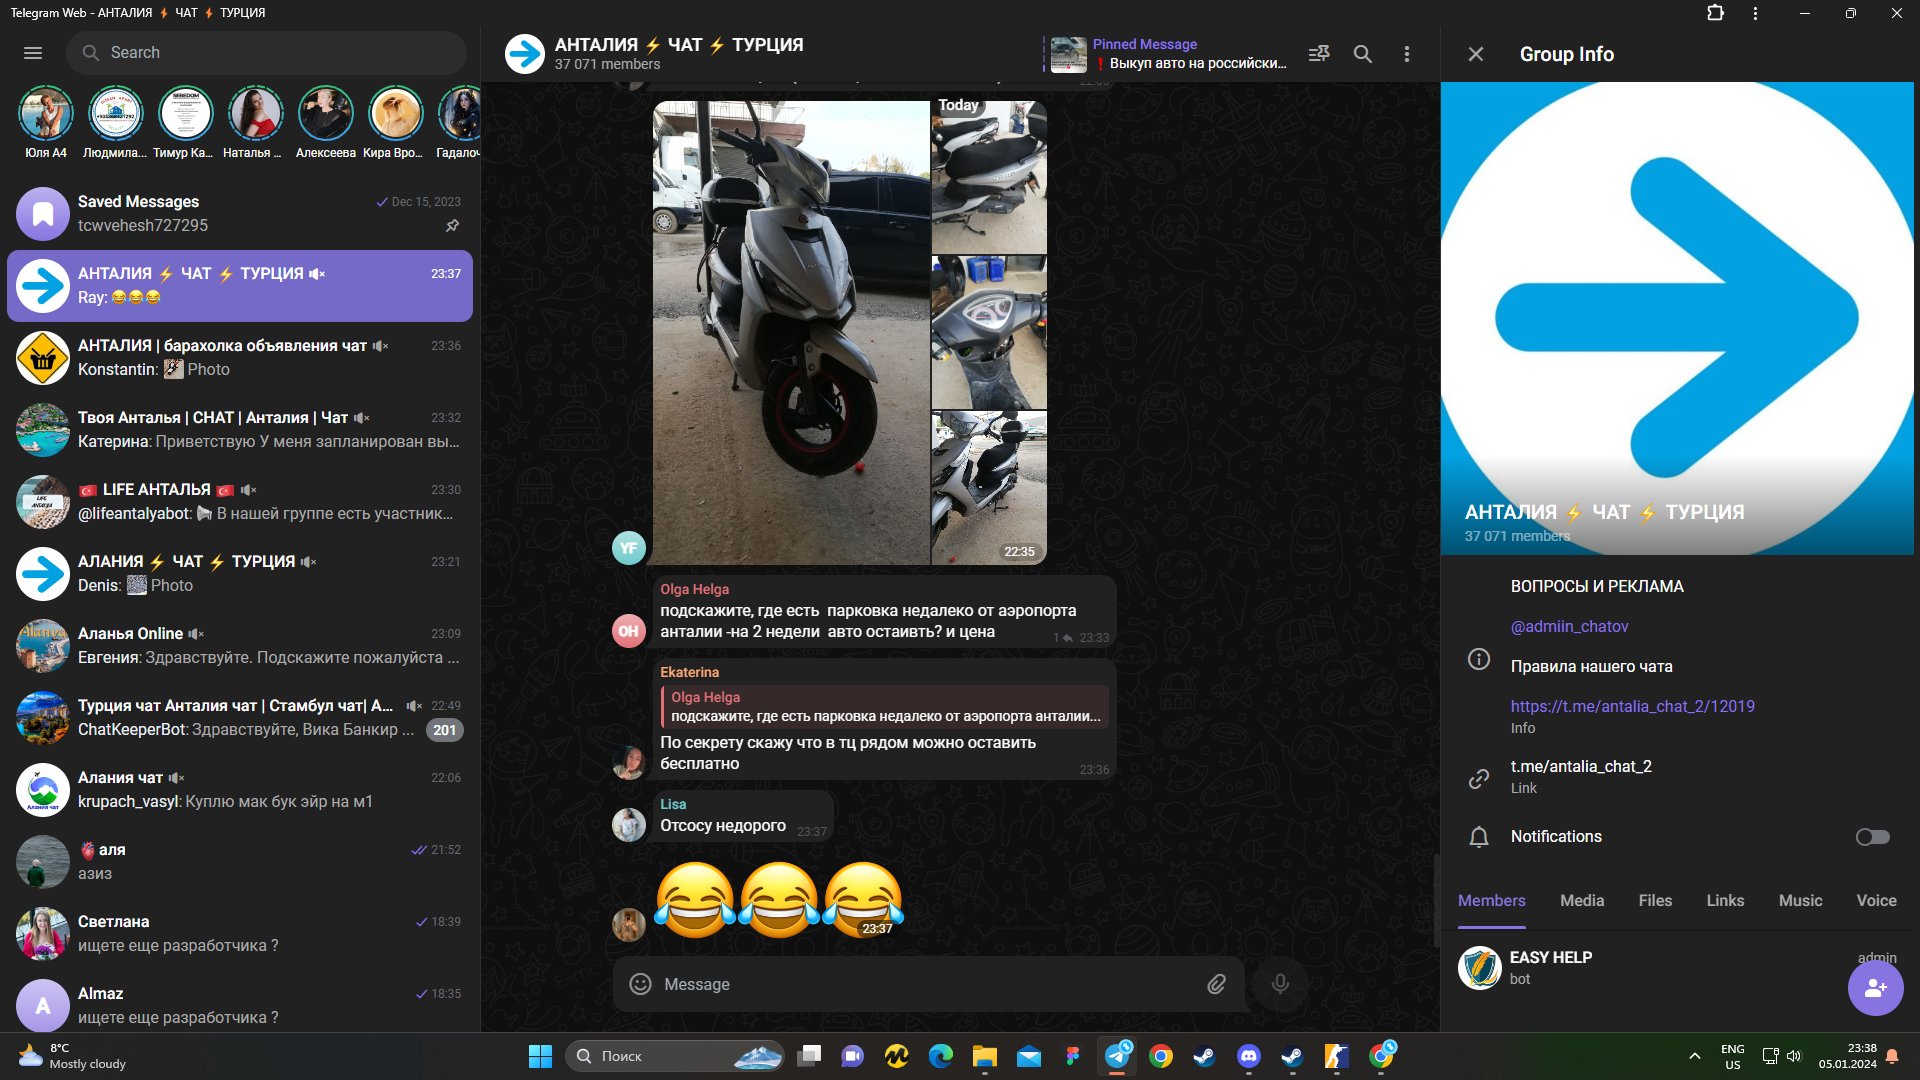 Telegram Web - АНТАЛИЯ ⚡ ЧАТ ⚡ ТУРЦИЯ
Search
Юля А4
Людмила...
Тимур Ка...
Наталья ...
Алексеева
Кира Вро...
Гадалоч
Saved Messages
Dec 15, 2023
tcwvehesh727295
АНТАЛИЯ ⚡ ЧАТ ⚡ ТУРЦИЯ
23:37
Ray: 😂😂😂
АНТАЛИЯ | барахолка объявления чат
23:36
Konstantin: Photo
Твоя Анталья | CHAT | Анталия | Чат
23:32
Катерина: Приветствую У меня запланирован вы...
🇹🇷 LIFE АНТАЛЬЯ 🇹🇷
23:30
@lifeantalyabot: 📢 В нашей группе есть участник...
АЛАНИЯ ⚡ ЧАТ ⚡ ТУРЦИЯ
23:21
Denis: Photo
Аланья Online
23:09
Евгения: Здравствуйте. Подскажите пожалуйста ...
Турция чат Анталия чат | Стамбул чат| А...
22:49
ChatKeeperBot: Здравствуйте, Вика Банкир ...
201
Алания чат
22:06
krupach_vasyl: Куплю мак бук эйр на м1
🫀аля
21:52
азиз
Светлана
18:39
ищете еще разработчика ?
A
Almaz
18:35
ищете еще разработчика ?
АНТАЛИЯ ⚡ ЧАТ ⚡ ТУРЦИЯ
37 071 members
Pinned Message
❗ Выкуп авто на российски...
Today
22:35
YF
Olga Helga
подскажите, где есть  парковка недалеко от аэропорта
анталии -на 2 недели  авто остаивть? и цена
1
23:33
OH
Ekaterina
Olga Helga
подскажите, где есть парковка недалеко от аэропорта анталии...
По секрету скажу что в тц рядом можно оставить
бесплатно
23:36
Lisa
Отсосу недорого
23:37
😂😂😂
23:37
Message
Group Info
АНТАЛИЯ ⚡ ЧАТ ⚡ ТУРЦИЯ
37 071 members
ВОПРОСЫ И РЕКЛАМА
@admiin_chatov
Правила нашего чата
https://t.me/antalia_chat_2/12019
Info
t.me/antalia_chat_2
Link
Notifications
Members
Media
Files
Links
Music
Voice
EASY HELP
admin
bot
8°C
Mostly cloudy
Поиск
ENG
US
23:38
05.01.2024